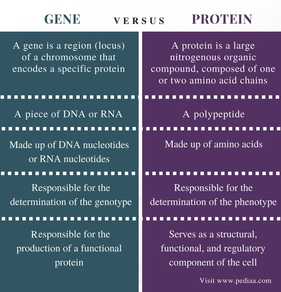 GENE VERSUS PROTEIN
A gene is a region (locus)
of a chromosome that
encodes a specific protein
A protein is a large
nitrogenous organic
compound, composed of one
or two amino acid chains
A piece of DNA or RNA
A polypeptide
Made up of DNA nucleotides
or RNA nucleotides
Made up of amino acids
Responsible for the
determination of the genotype
Responsible for the
determination of the phenotype
Responsible for the
production of a functional
protein
Serves as a structural,
functional, and regulatory
component of the cell
Visit www.pediaa.com